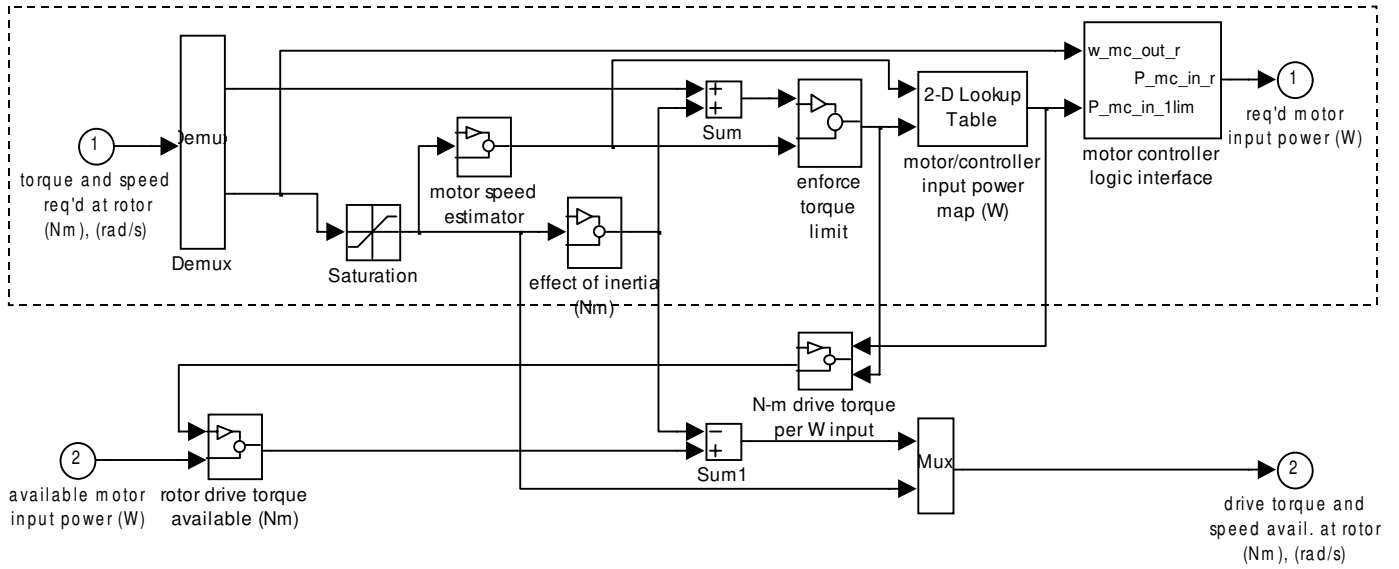 w_mc_out_r
P_mc_in_r
P_mc_in_1lim
motor controller
logic interface
1
req'd motor
input power (W)
2-D Lookup
Table
motor/controller
input power
map (W)
+
+
Sum
enforce
torque
limit
Demux
1
torque and speed
req'd at rotor
(Nm), (rad/s)
motor speed
estimator
Demux
Saturation
effect of inertia
(Nm)
N-m drive torque
per W input
−
+
Sum1
Mux
2
available motor
input power (W)
rotor drive torque
available (Nm)
2
drive torque and
speed avail. at rotor
(Nm), (rad/s)